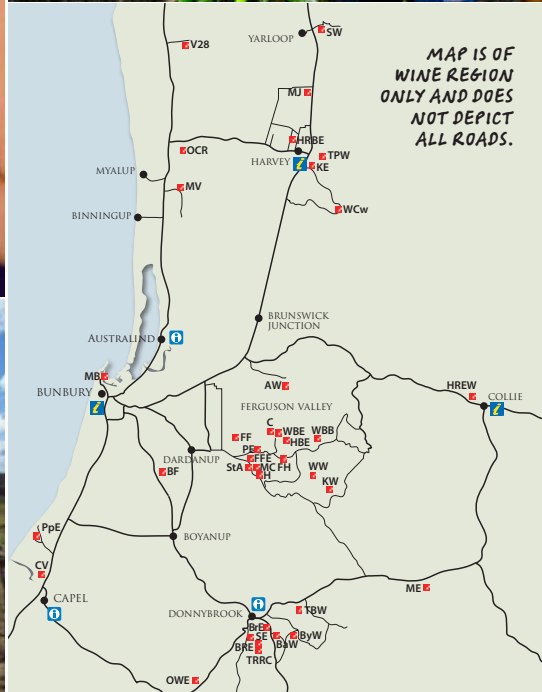 YARLOOP
SW
V28
MAP IS OF
WINE REGION
ONLY AND DOES
NOT DEPICT
ALL ROADS.
MJ
HRBE
OCR
HARVEY
TPW
KE
MYALUP
MV
WCw
BINNINGUP
BRUNSWICK
JUNCTION
AUSTRALIND
MB
BUNBURY
AW
HREW
COLLIE
FERGUSON VALLEY
C
WBE
WBB
FF
HBE
PE
DARDANUP
FFE
StA
MC
FH
H
BF
WW
KW
PpE
BOYANUP
CV
CAPEL
ME
DONNYBROOK
TBW
BrE
SE
ByW
BaW
BRE
TRRC
OWE